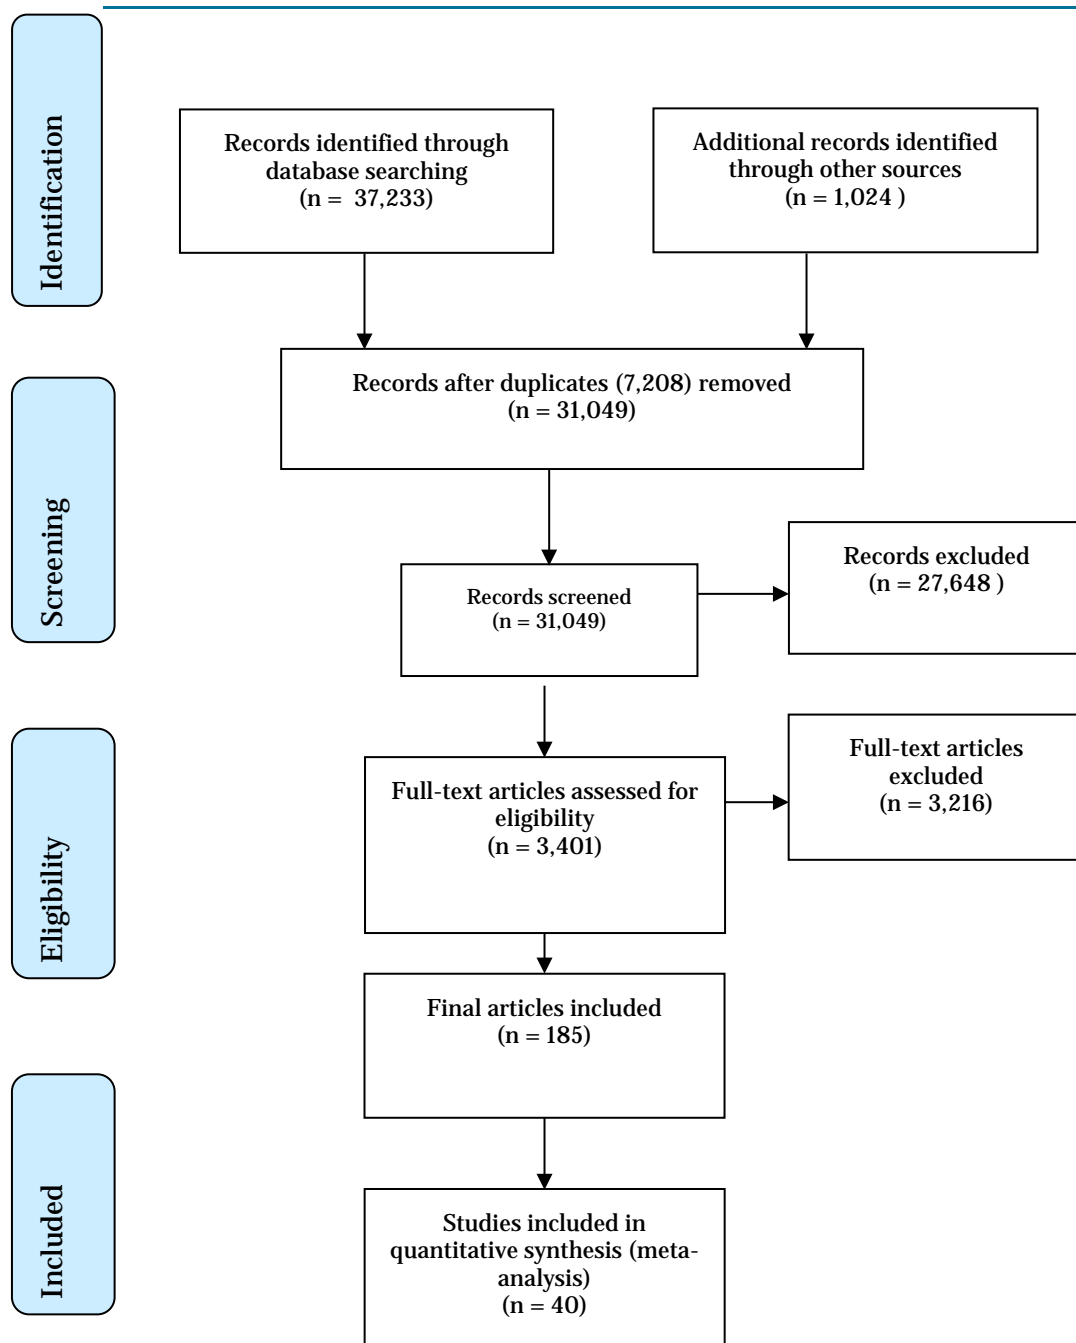 Identification
Records identified through
database searching
(n =  37,233)
Additional records identified
through other sources
(n = 1,024 )
Records after duplicates (7,208) removed
(n = 31,049)
Screening
Records screened
(n = 31,049)
Records excluded
(n = 27,648 )
Eligibility
Full-text articles assessed for
eligibility
(n = 3,401)
Full-text articles
excluded
(n = 3,216)
Final articles included
(n = 185)
Included
Studies included in
quantitative synthesis (meta-
analysis)
(n = 40)